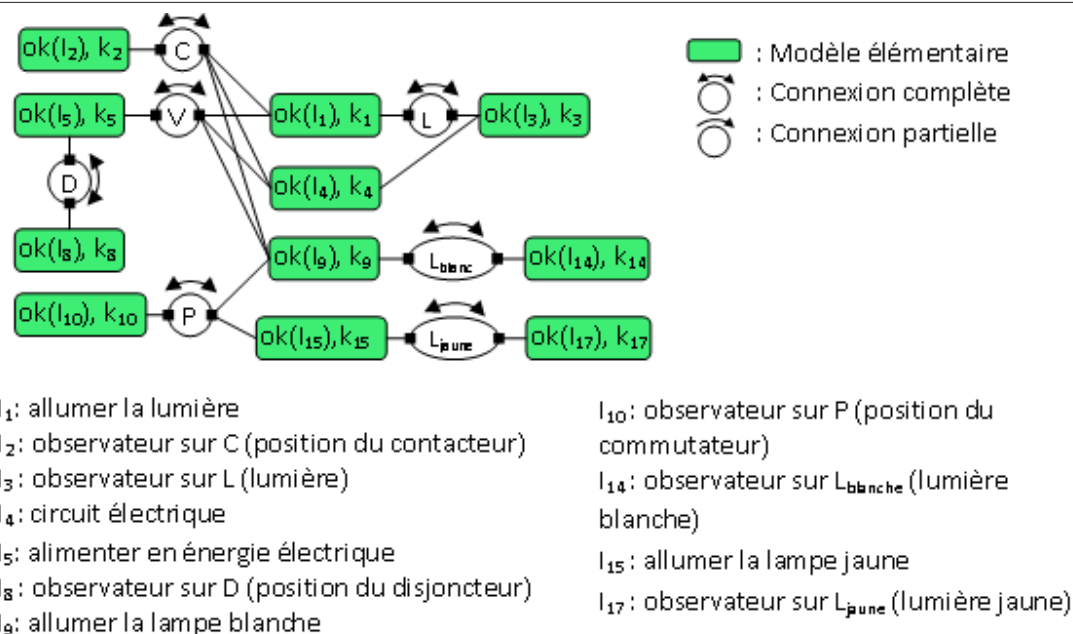 ok(I₂), k₂
C
ok(I₅), k₅
V
ok(I₁), k₁
L
ok(I₃), k₃
D
ok(I₄), k₄
ok(I₈), k₈
ok(I₉), k₉
L_blanc
ok(I₁₄), k₁₄
ok(I₁₀), k₁₀
P
ok(I₁₅),k₁₅
L_jaune
ok(I₁₇), k₁₇
: Modèle élémentaire
: Connexion complète
: Connexion partielle
I₁: allumer la lumière
I₂: observateur sur C (position du contacteur)
I₃: observateur sur L (lumière)
I₄: circuit électrique
I₅: alimenter en énergie électrique
I₈: observateur sur D (position du disjoncteur)
I₉: allumer la lampe blanche
I₁₀: observateur sur P (position du
commutateur)
I₁₄: observateur sur L_blanche (lumière
blanche)
I₁₅: allumer la lampe jaune
I₁₇: observateur sur L_jaune (lumière jaune)